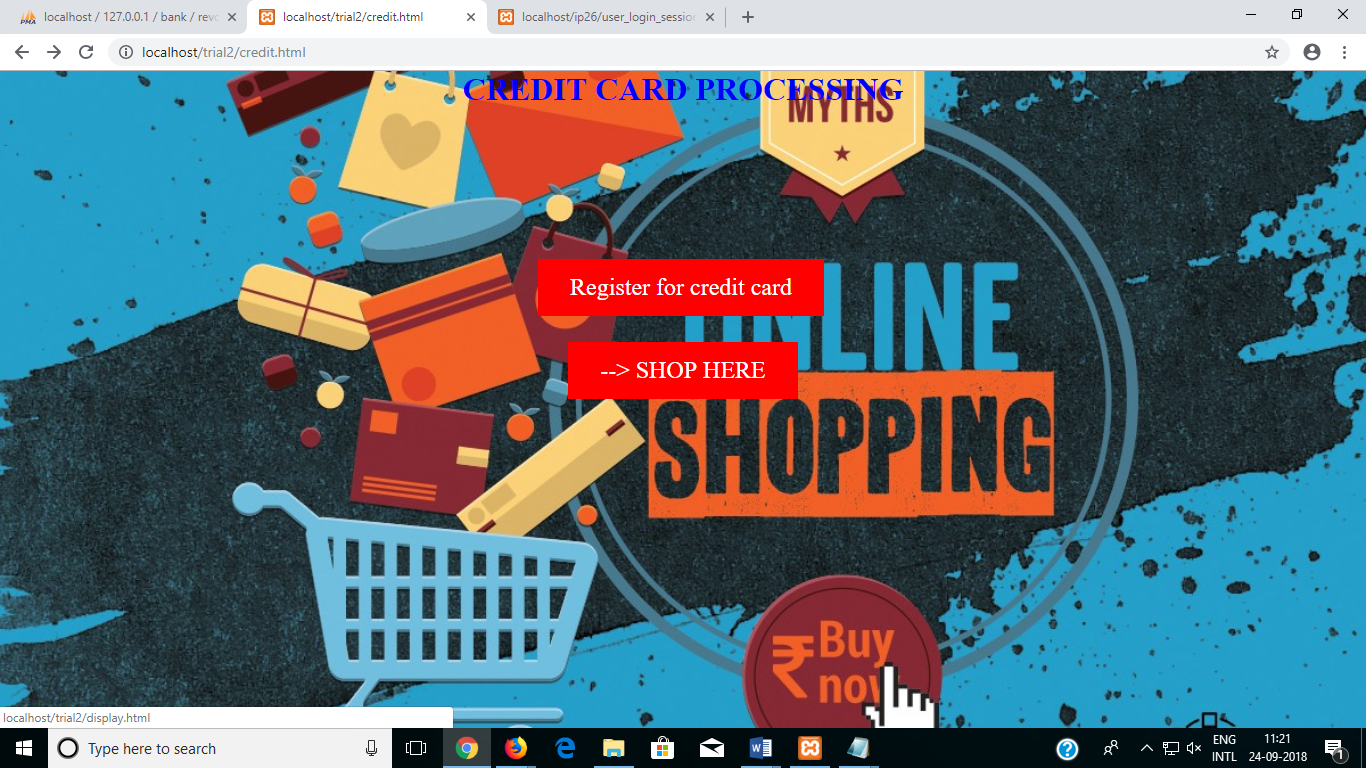 localhost / 127.0.0.1 / bank / revo
localhost/trial2/credit.html
localhost/ip26/user_login_session
localhost/trial2/credit.html
CREDIT CARD PROCESSING
MYTHS
Register for credit card
ONLINE
--> SHOP HERE
SHOPPING
₹ Buy
now
localhost/trial2/display.html
Type here to search
ENG
INTL
11:21
24-09-2018
1